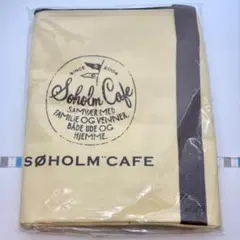 SINCE 2008
Søholm Cafe
SAMVÆR MED
FAMILIE OG VENNER.
BÅDE UDE OG
HJEMME.
SØHOLM CAFE